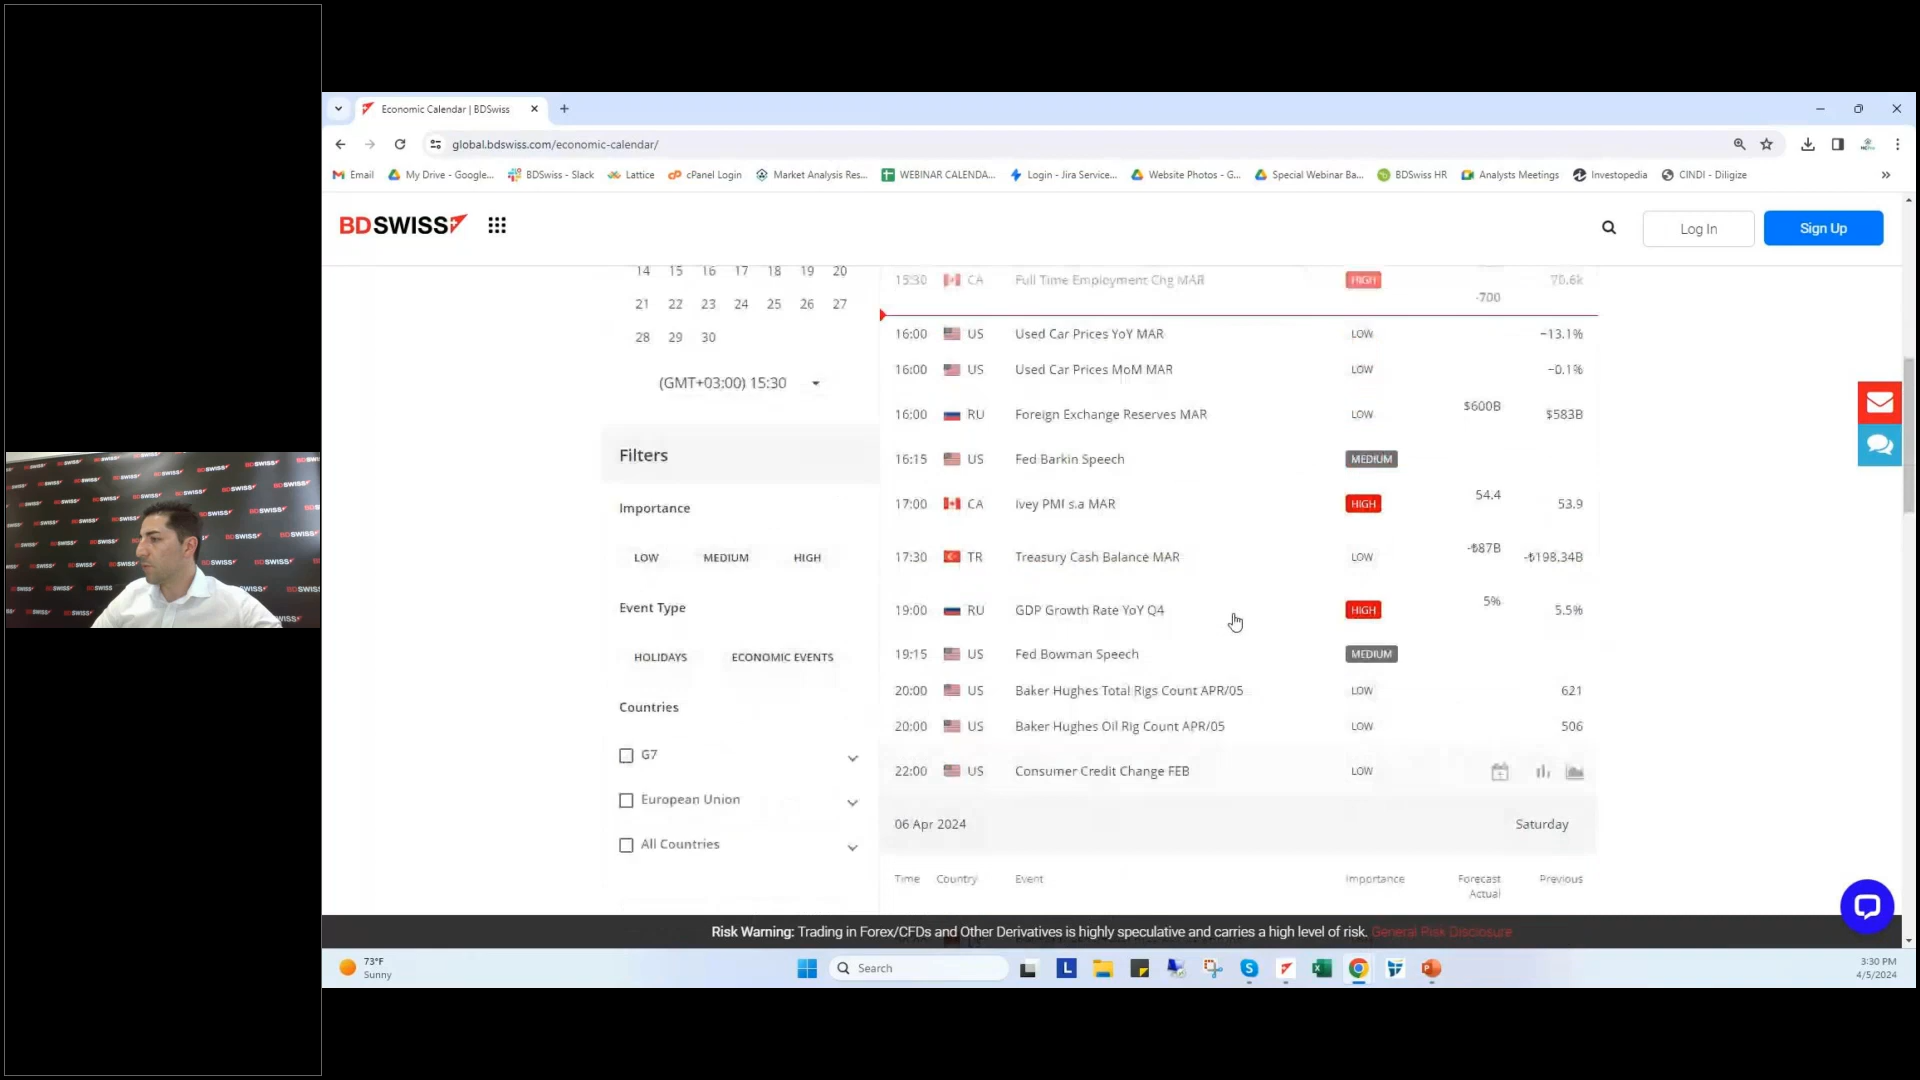 Economic Calendar | BDSwiss
global.bdswiss.com/economic-calendar/
Email My Drive - Google... BDSwiss - Slack Lattice cPanel Login Market Analysis Res... WEBINAR CALENDA... Login - Jira Service... Website Photos - G... Special Webinar Ba... BDSwiss HR Analysts Meetings Investopedia CINDI - Diligize »
BDSWISS Log In Sign Up
14 15 16 17 18 19 20
21 22 23 24 25 26 27
28 29 30
(GMT+03:00) 15:30
Filters
Importance
LOW MEDIUM HIGH
Event Type
HOLIDAYS ECONOMIC EVENTS
Countries
G7
European Union
All Countries
15:30 CA Full Time Employment Chg MAR HIGH -700 70.6k
16:00 US Used Car Prices YoY MAR LOW −13.1%
16:00 US Used Car Prices MoM MAR LOW −0.1%
16:00 RU Foreign Exchange Reserves MAR LOW $600B $583B
16:15 US Fed Barkin Speech MEDIUM
17:00 CA Ivey PMI s.a MAR HIGH 54.4 53.9
17:30 TR Treasury Cash Balance MAR LOW -₺87B -₺198.34B
19:00 RU GDP Growth Rate YoY Q4 HIGH 5% 5.5%
19:15 US Fed Bowman Speech MEDIUM
20:00 US Baker Hughes Total Rigs Count APR/05 LOW 621
20:00 US Baker Hughes Oil Rig Count APR/05 LOW 506
22:00 US Consumer Credit Change FEB LOW
06 Apr 2024 Saturday
Time Country Event Importance Forecast Previous
Actual
Risk Warning: Trading in Forex/CFDs and Other Derivatives is highly speculative and carries a high level of risk. General Risk Disclosure
73°F
Sunny
Search
3:30 PM
4/5/2024